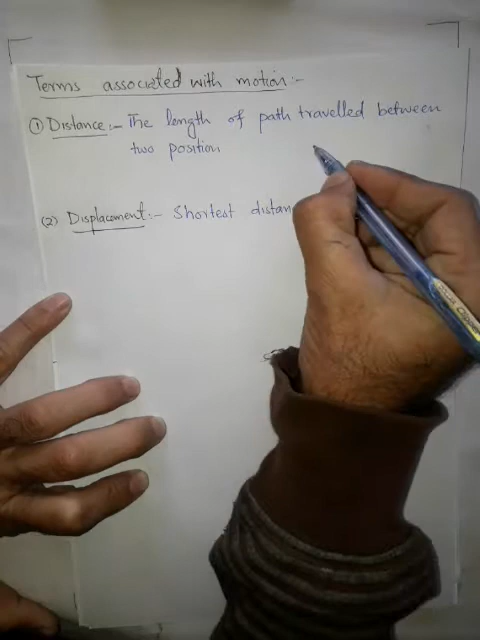 Terms associated with motion:-
(1) Distance:- The length of path travelled between
two position
(2) Displacement:- Shortest distan